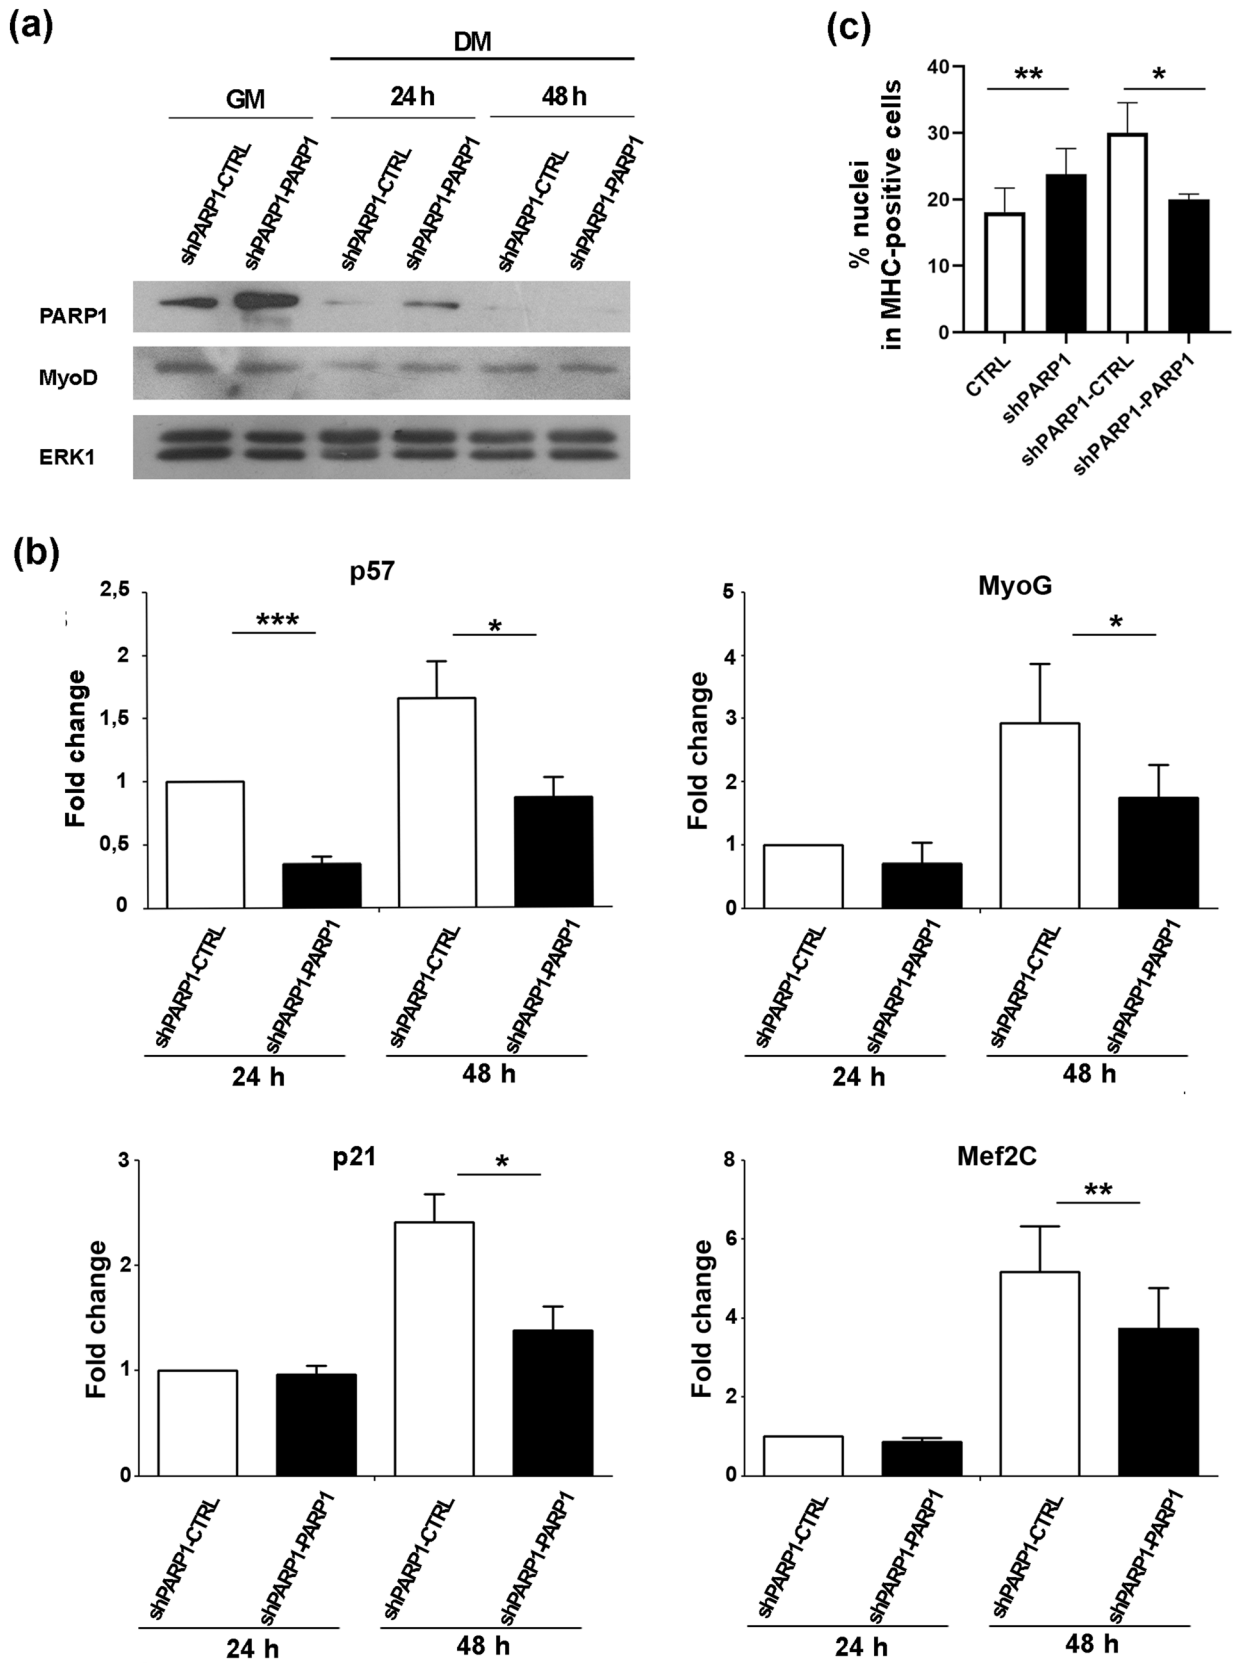 (a)
DM
GM
24 h
48 h
shPARP1-CTRL
shPARP1-PARP1
shPARP1-CTRL
shPARP1-PARP1
shPARP1-CTRL
shPARP1-PARP1
PARP1
MyoD
ERK1
(c)
% nuclei
in MHC-positive cells
40
30
20
10
0
**
*
CTRL
shPARP1
shPARP1-CTRL
shPARP1-PARP1
(b)
p57
Fold change
2,5
2
1,5
1
0,5
0
***
*
shPARP1-CTRL
shPARP1-PARP1
shPARP1-CTRL
shPARP1-PARP1
24 h
48 h
MyoG
Fold change
5
4
3
2
1
0
*
shPARP1-CTRL
shPARP1-PARP1
shPARP1-CTRL
shPARP1-PARP1
24 h
48 h
p21
Fold change
3
2
1
0
*
shPARP1-CTRL
shPARP1-PARP1
shPARP1-CTRL
shPARP1-PARP1
24 h
48 h
Mef2C
Fold change
8
6
4
2
0
**
shPARP1-CTRL
shPARP1-PARP1
shPARP1-CTRL
shPARP1-PARP1
24 h
48 h